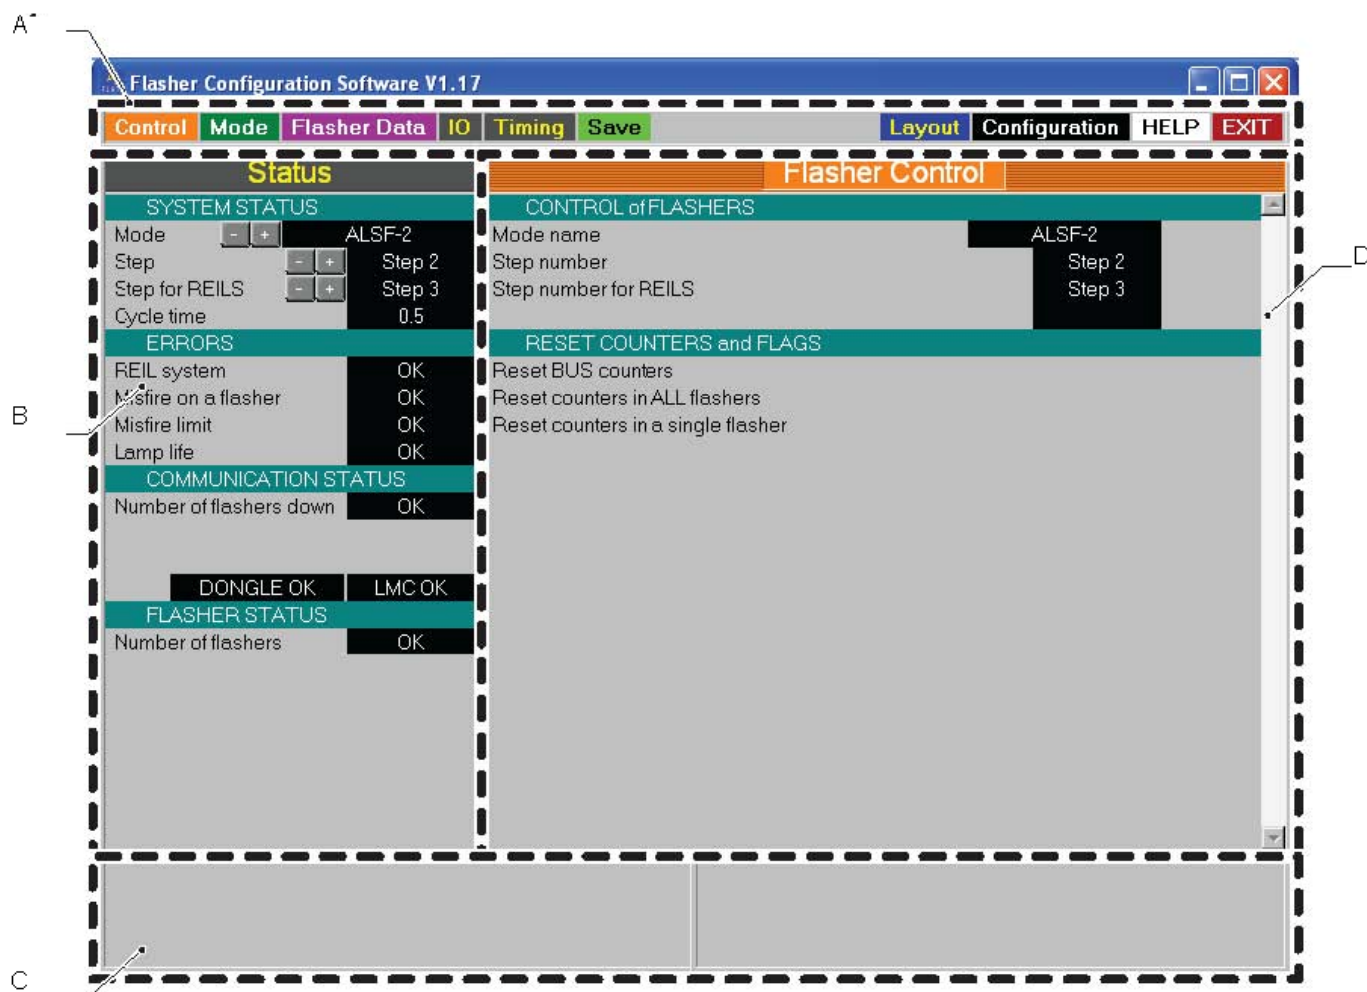 A
Flasher Configuration Software V1.17
Control Mode Flasher Data IO Timing Save Layout Configuration HELP EXIT
Status
SYSTEM STATUS
Mode - + ALSF-2
Step - + Step 2
Step for REILS - + Step 3
Cycle time 0.5
ERRORS
REIL system OK
Misfire on a flasher OK
Misfire limit OK
Lamp life OK
COMMUNICATION STATUS
Number of flashers down OK
DONGLE OK LMC OK
FLASHER STATUS
Number of flashers OK
Flasher Control
CONTROL of FLASHERS
Mode name ALSF-2
Step number Step 2
Step number for REILS Step 3
RESET COUNTERS and FLAGS
Reset BUS counters
Reset counters in ALL flashers
Reset counters in a single flasher
D
B
C